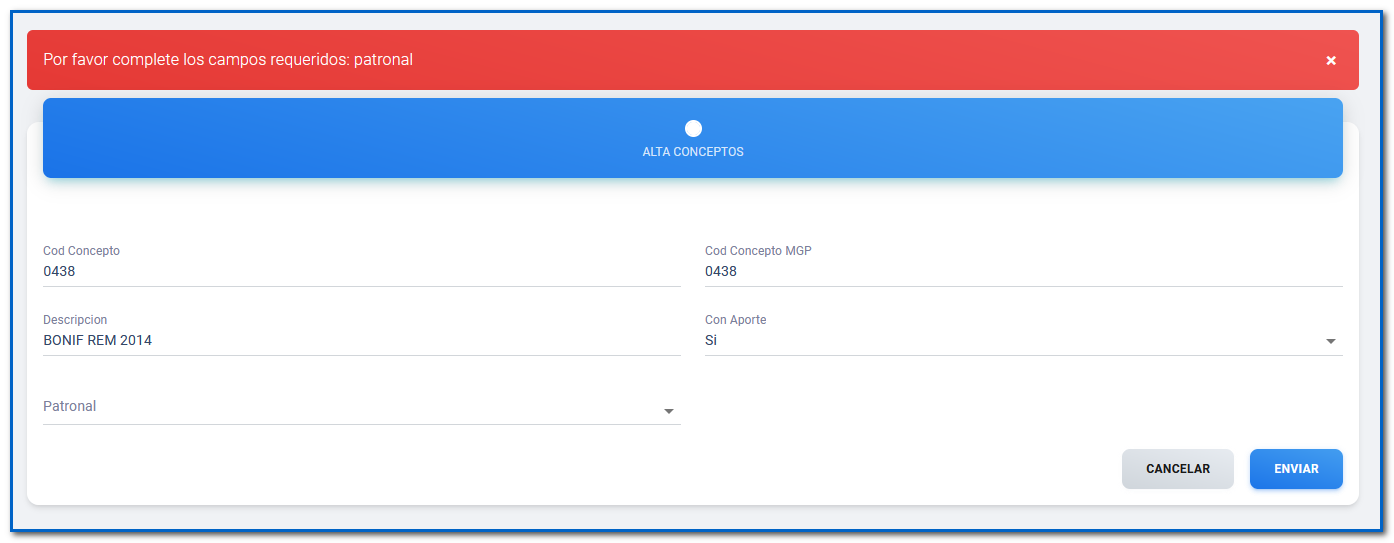 Por favor complete los campos requeridos: patronal
×
ALTA CONCEPTOS
Cod Concepto
0438
Cod Concepto MGP
0438
Descripcion
BONIF REM 2014
Con Aporte
Si
Patronal
CANCELAR
ENVIAR